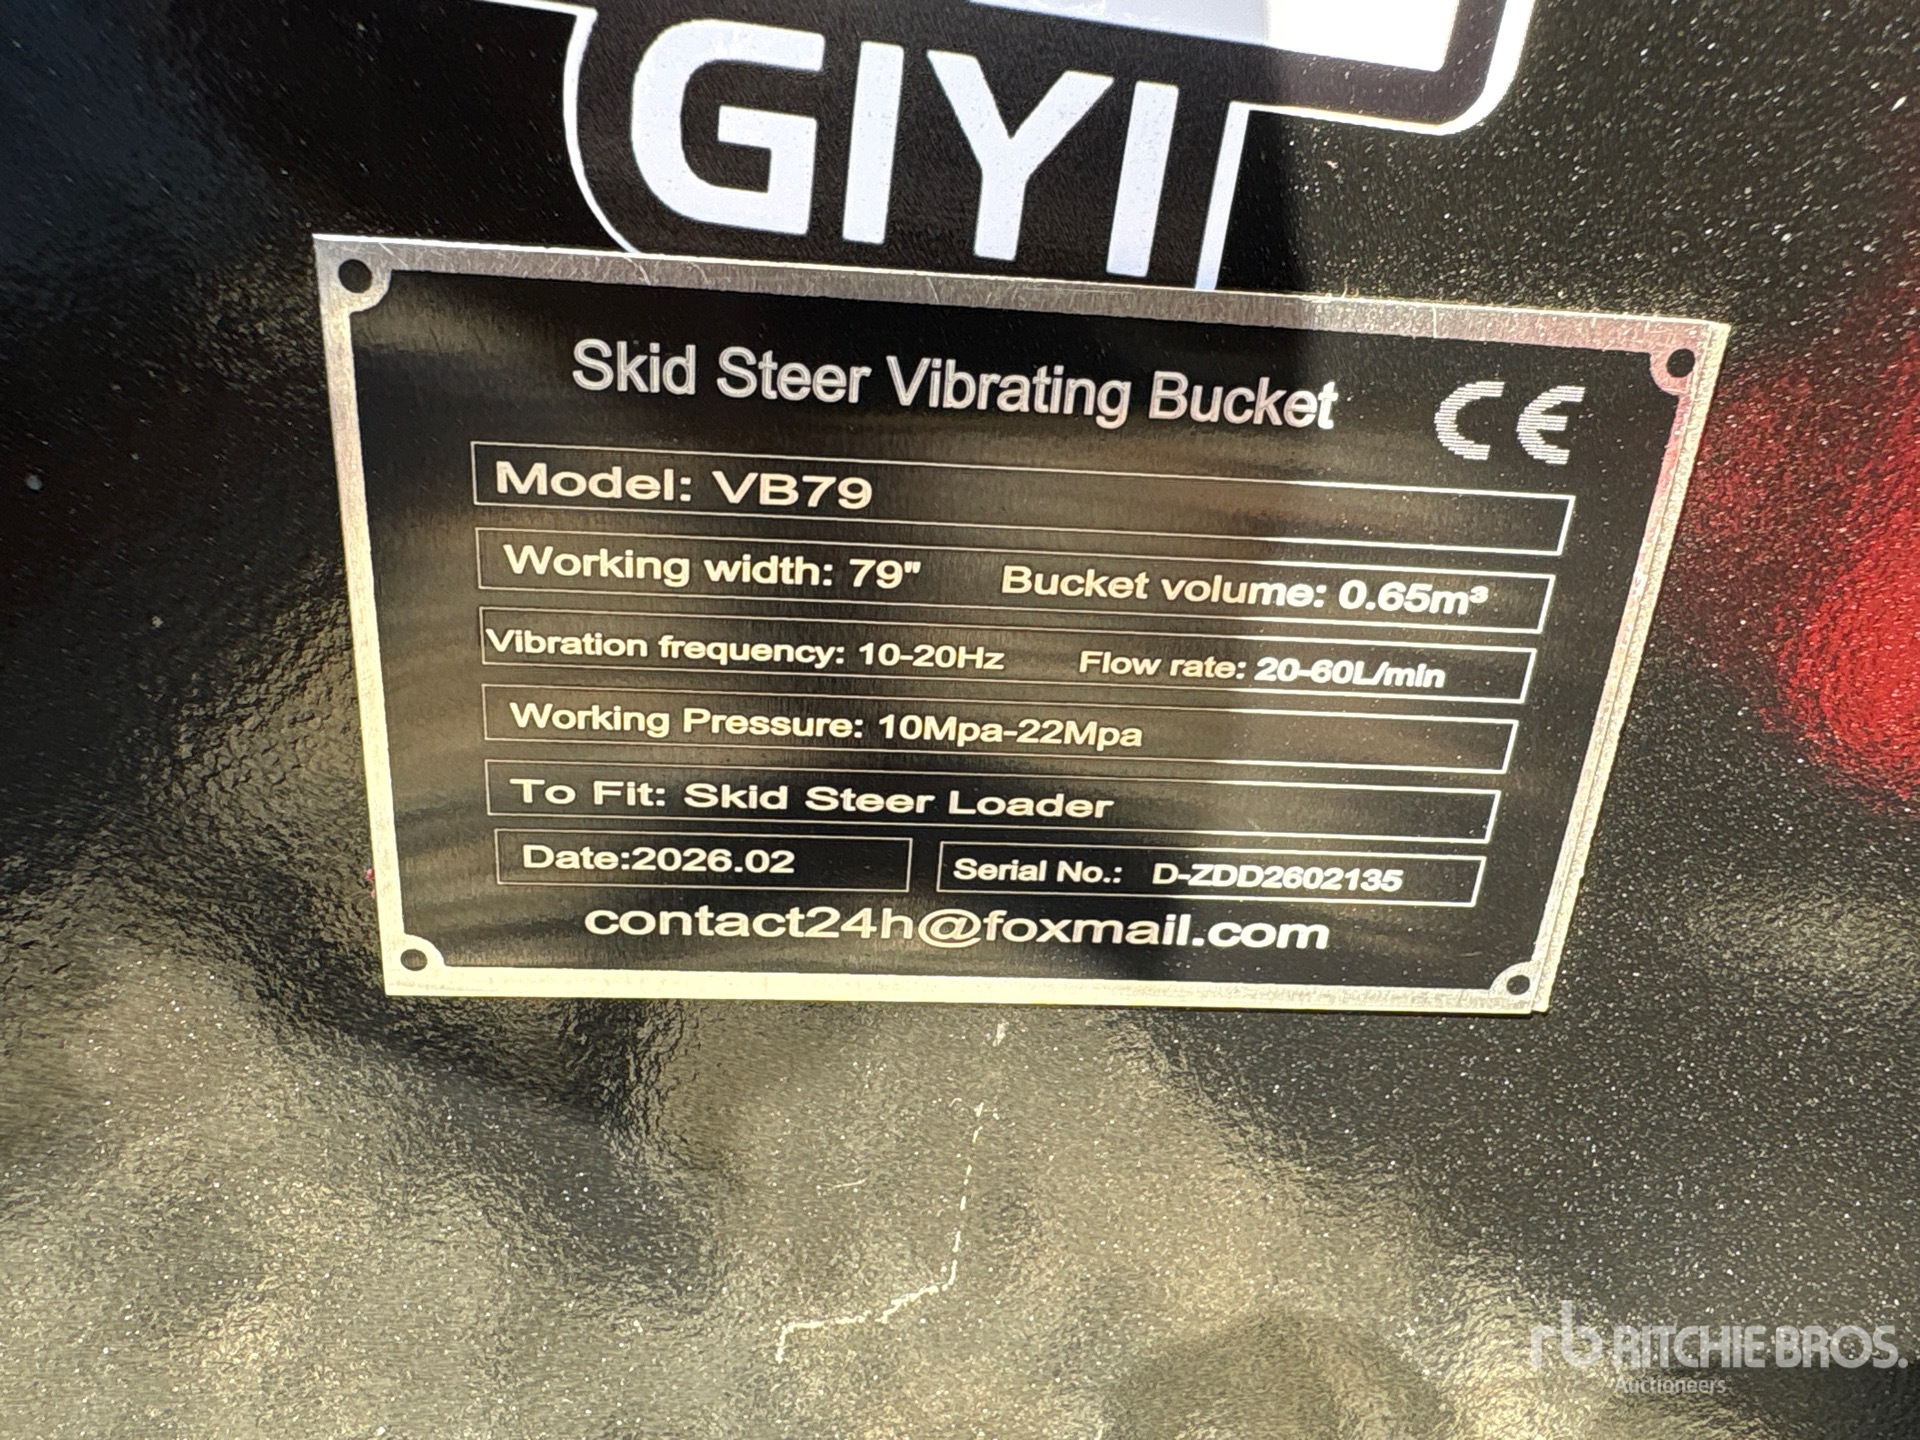 GIYI
Skid Steer Vibrating Bucket CE
Model: VB79
Working width: 79" Bucket volume: 0.65m³
Vibration frequency: 10-20Hz Flow rate: 20-60L/min
Working Pressure: 10Mpa-22Mpa
To Fit: Skid Steer Loader
Date:2026.02 Serial No.: D-ZDD2602135
contact24h@foxmail.com
rb RITCHIE BROS.
Auctioneers